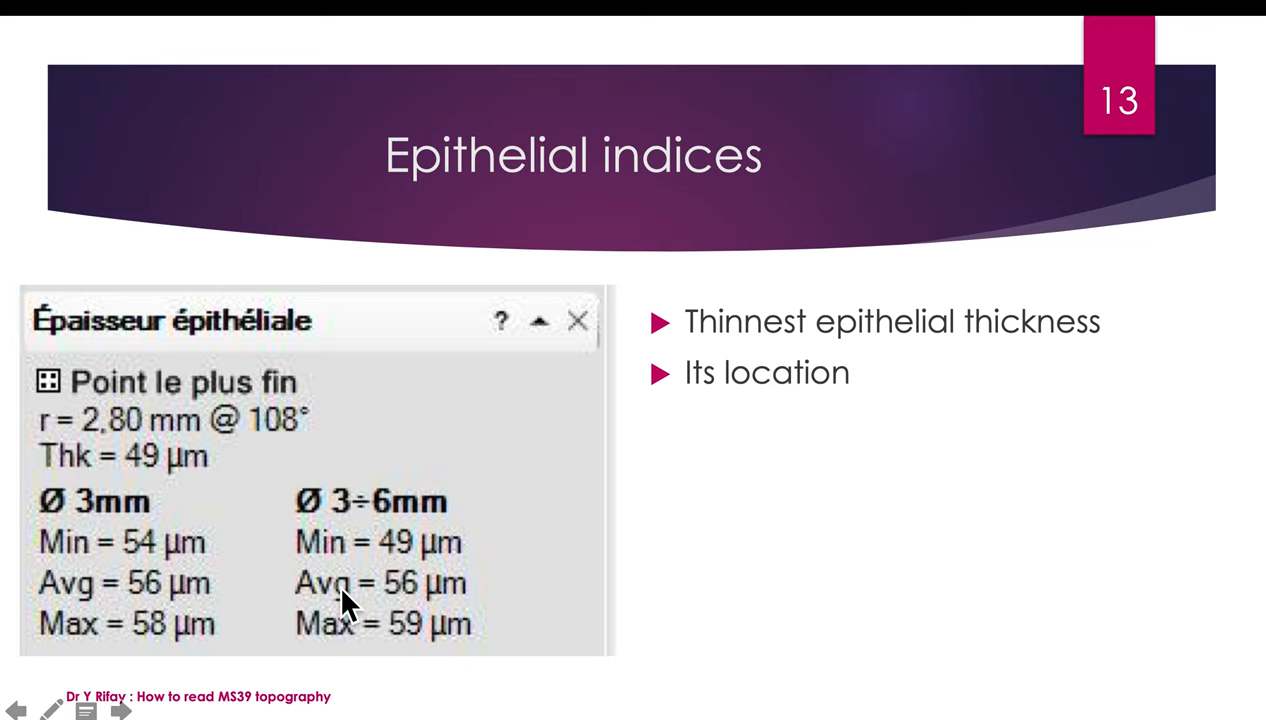 13
Epithelial indices
Épaisseur épithéliale ?
Point le plus fin
r = 2,80 mm @ 108°
Thk = 49 µm
Ø 3mm Ø 3÷6mm
Min = 54 µm Min = 49 µm
Avg = 56 µm Avg = 56 µm
Max = 58 µm Max = 59 µm
Thinnest epithelial thickness
Its location
Dr Y Rifay : How to read MS39 topography